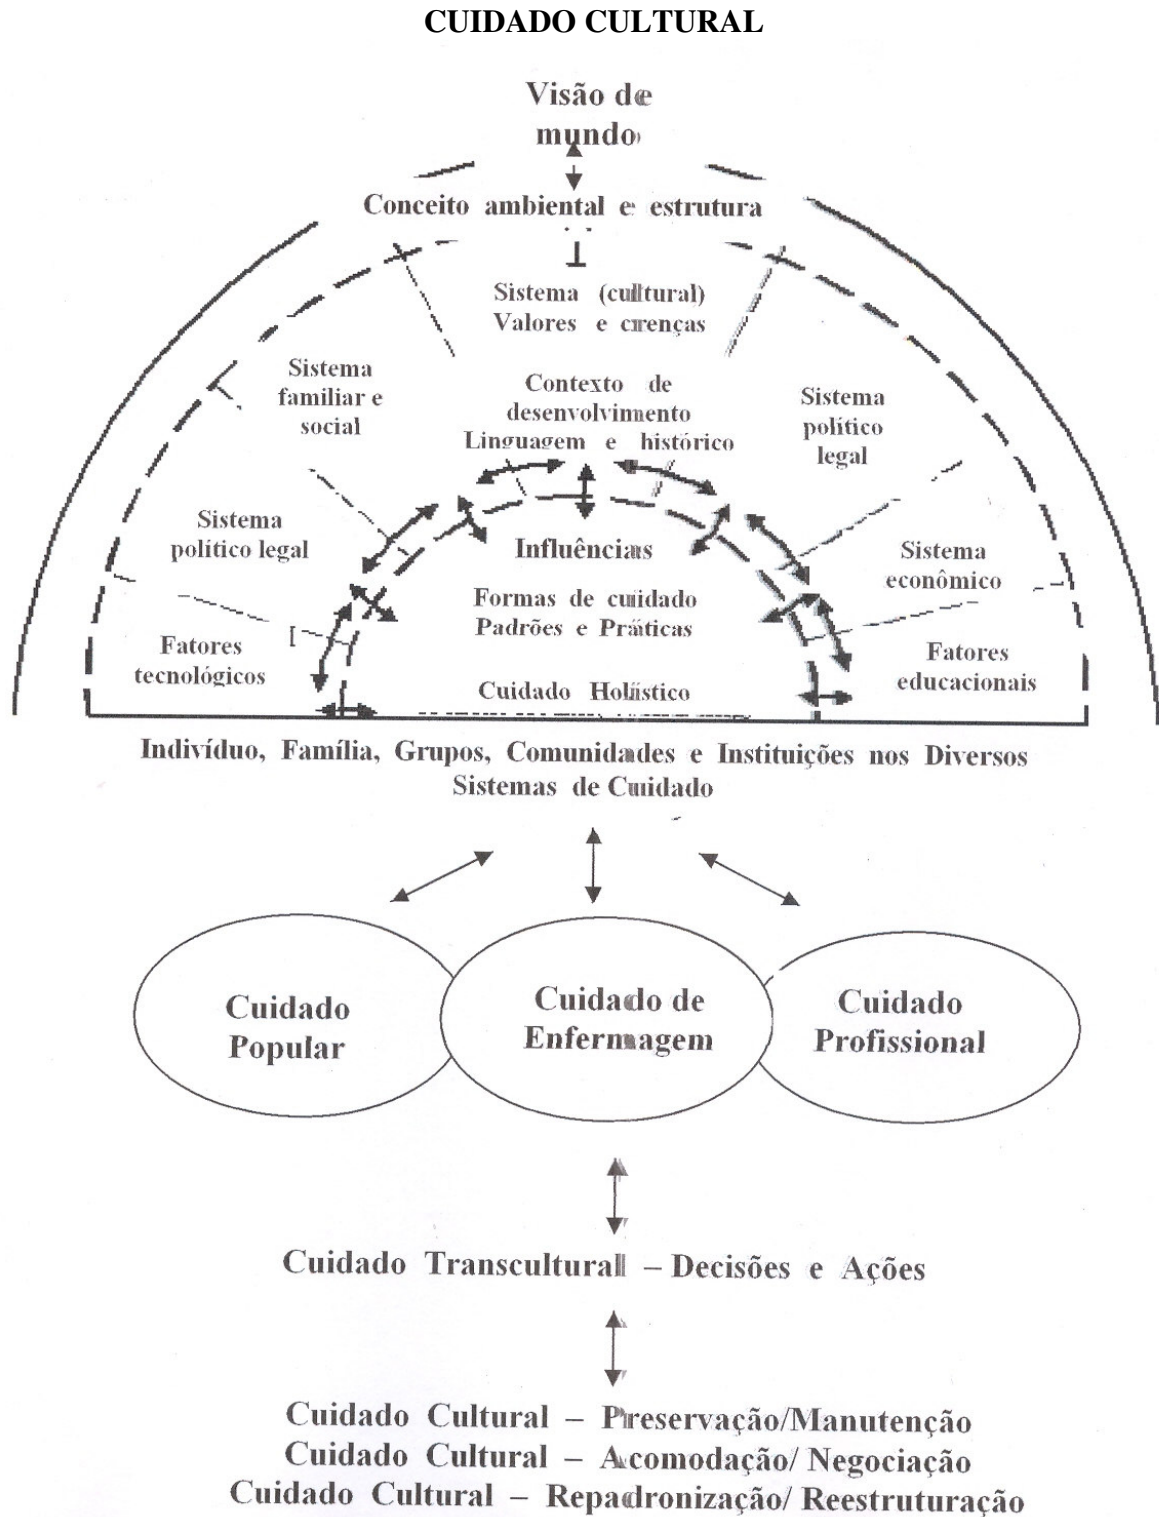 CUIDADO CULTURAL
Visão de
mundo
Conceito ambiental e estrutura
Sistema (cultural)
Valores e crenças
Sistema
familiar e
social
Contexto de
desenvolvimento
Linguagem e histórico
Sistema
político
legal
Sistema
político legal
Influências
Sistema
econômico
Formas de cuidado
Padrões e Práticas
Fatores
tecnológicos
Fatores
educacionais
Cuidado Holístico
Indivíduo, Família, Grupos, Comunidades e Instituições nos Diversos
Sistemas de Cuidado
Cuidado
Popular
Cuidado de
Enfermagem
Cuidado
Profissional
Cuidado Transcultural – Decisões e Ações
Cuidado Cultural – Preservação/Manutenção
Cuidado Cultural – Acomodação/ Negociação
Cuidado Cultural – Repadronização/ Reestruturação